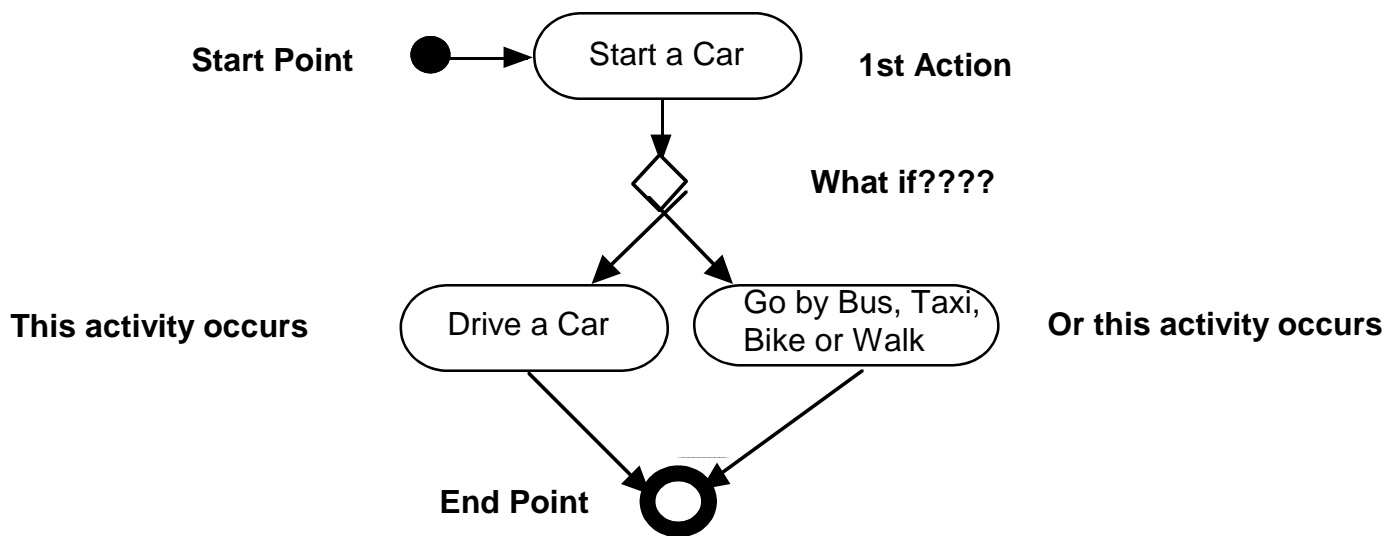 Start Point
Start a Car
1st Action
What if????
This activity occurs
Drive a Car
Go by Bus, Taxi,
Bike or Walk
Or this activity occurs
End Point